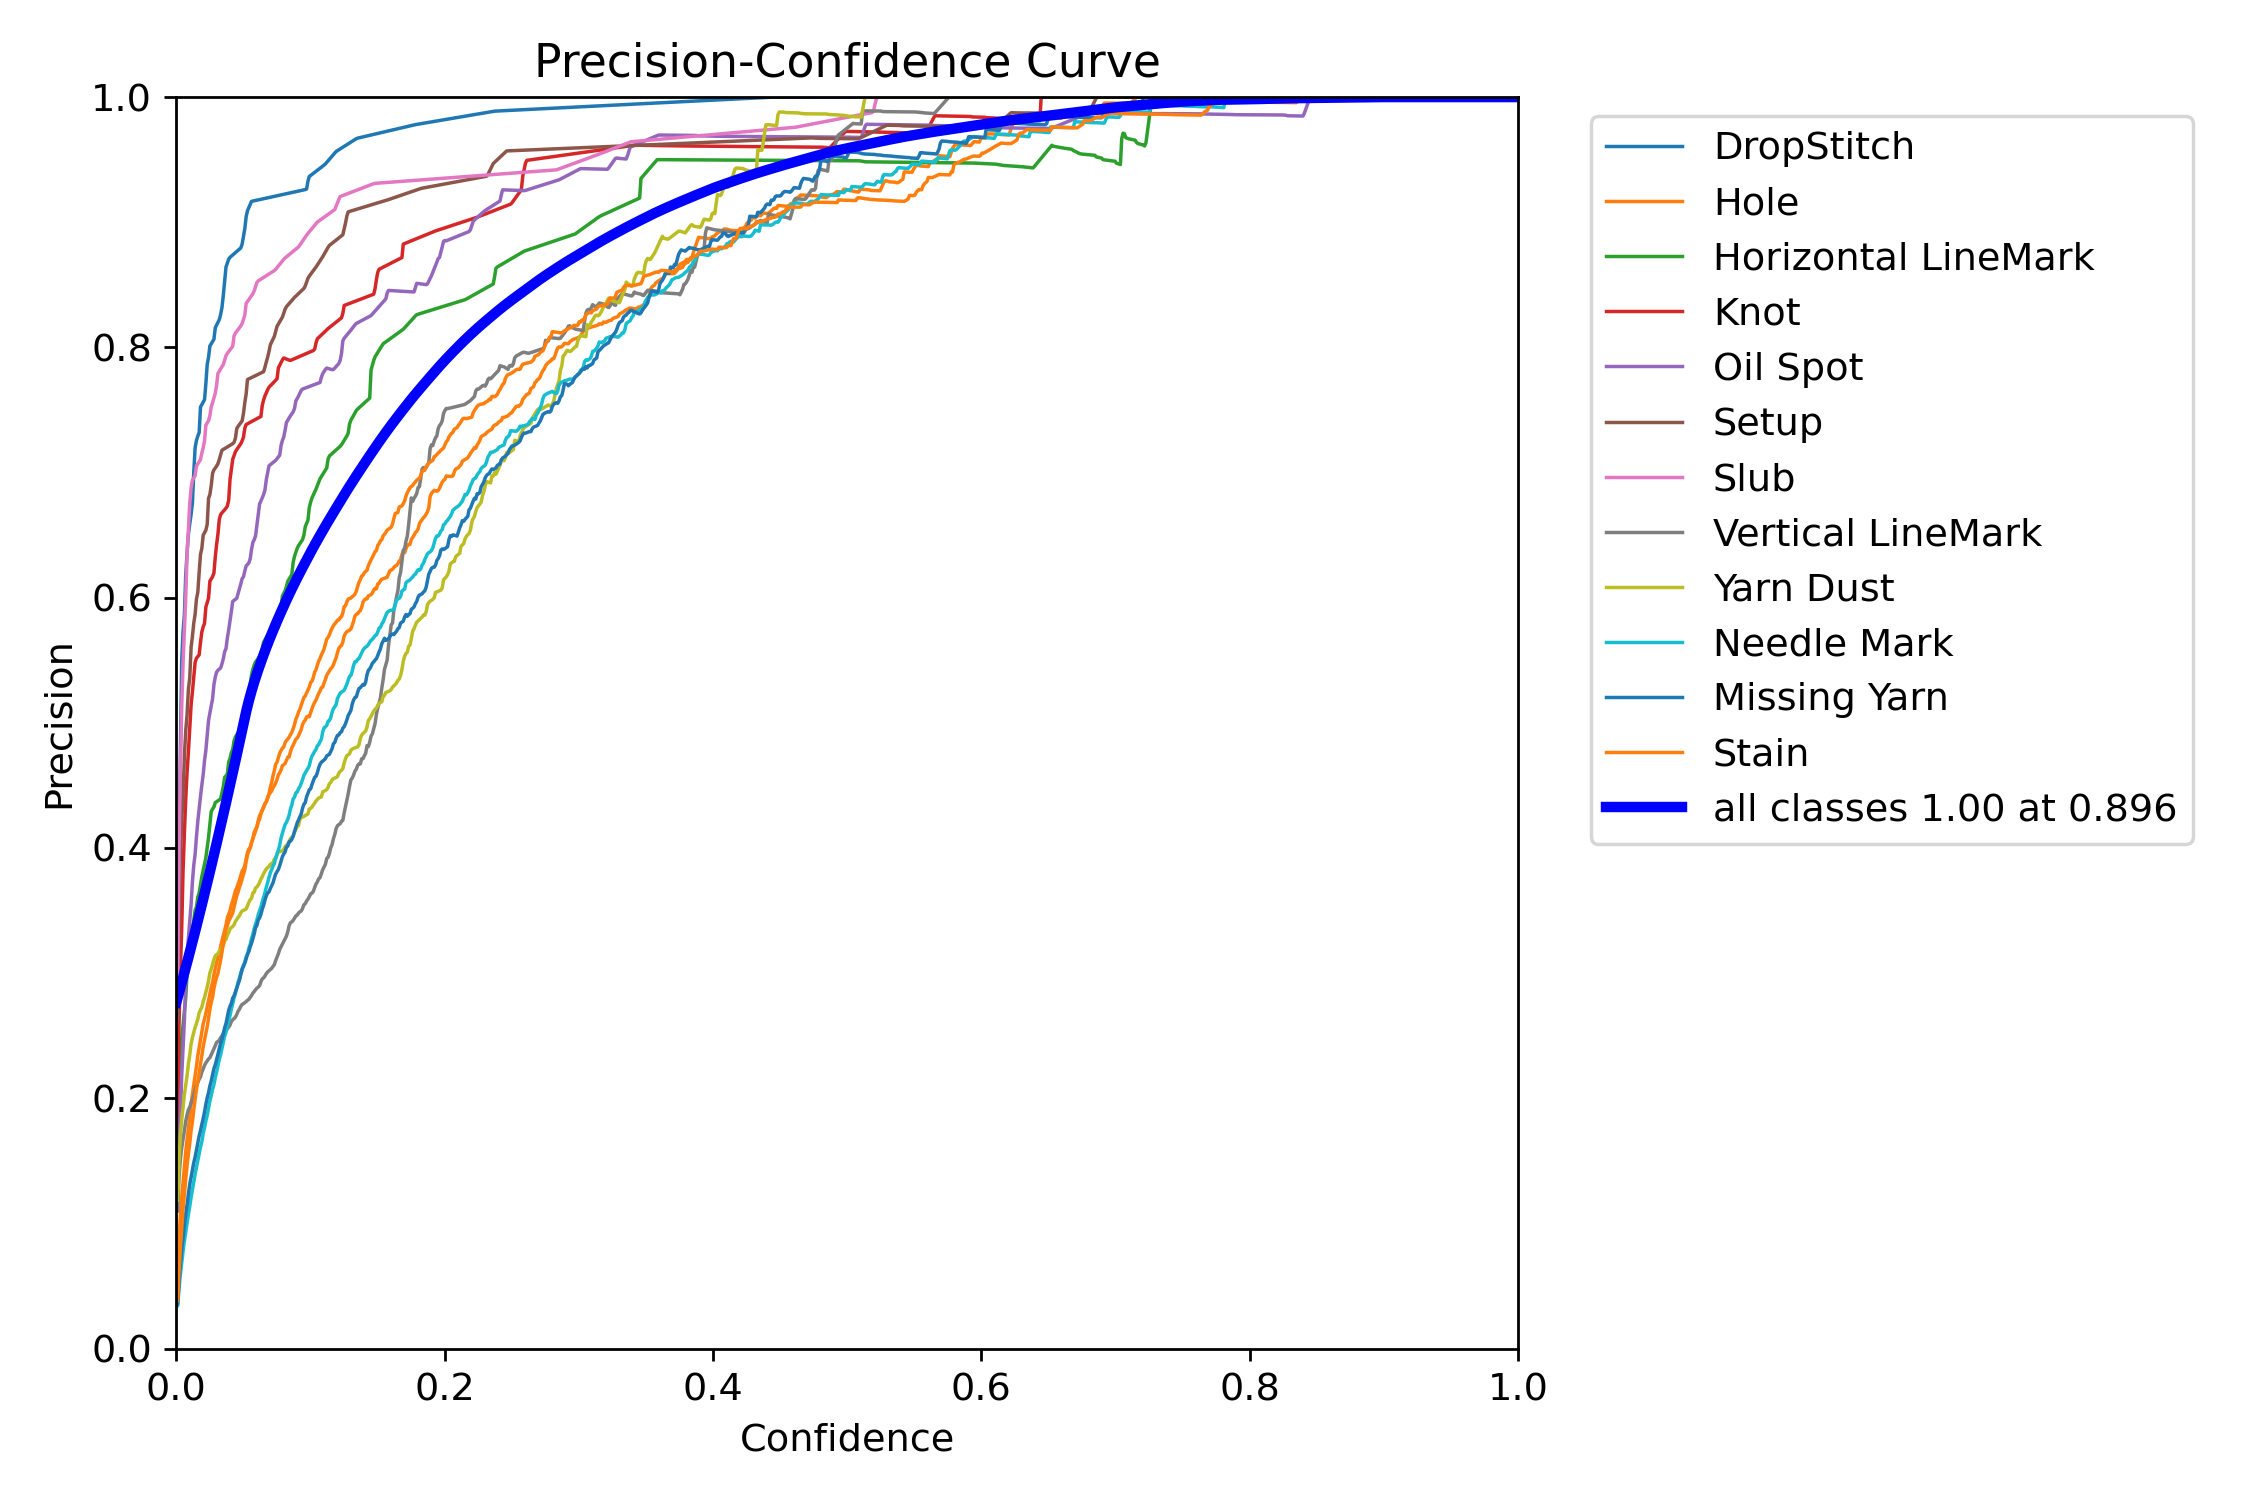 Precision-Confidence Curve
1.0
0.8
0.6
0.4
0.2
0.0
Precision
0.0 0.2 0.4 0.6 0.8 1.0
Confidence
DropStitch
Hole
Horizontal LineMark
Knot
Oil Spot
Setup
Slub
Vertical LineMark
Yarn Dust
Needle Mark
Missing Yarn
Stain
all classes 1.00 at 0.896